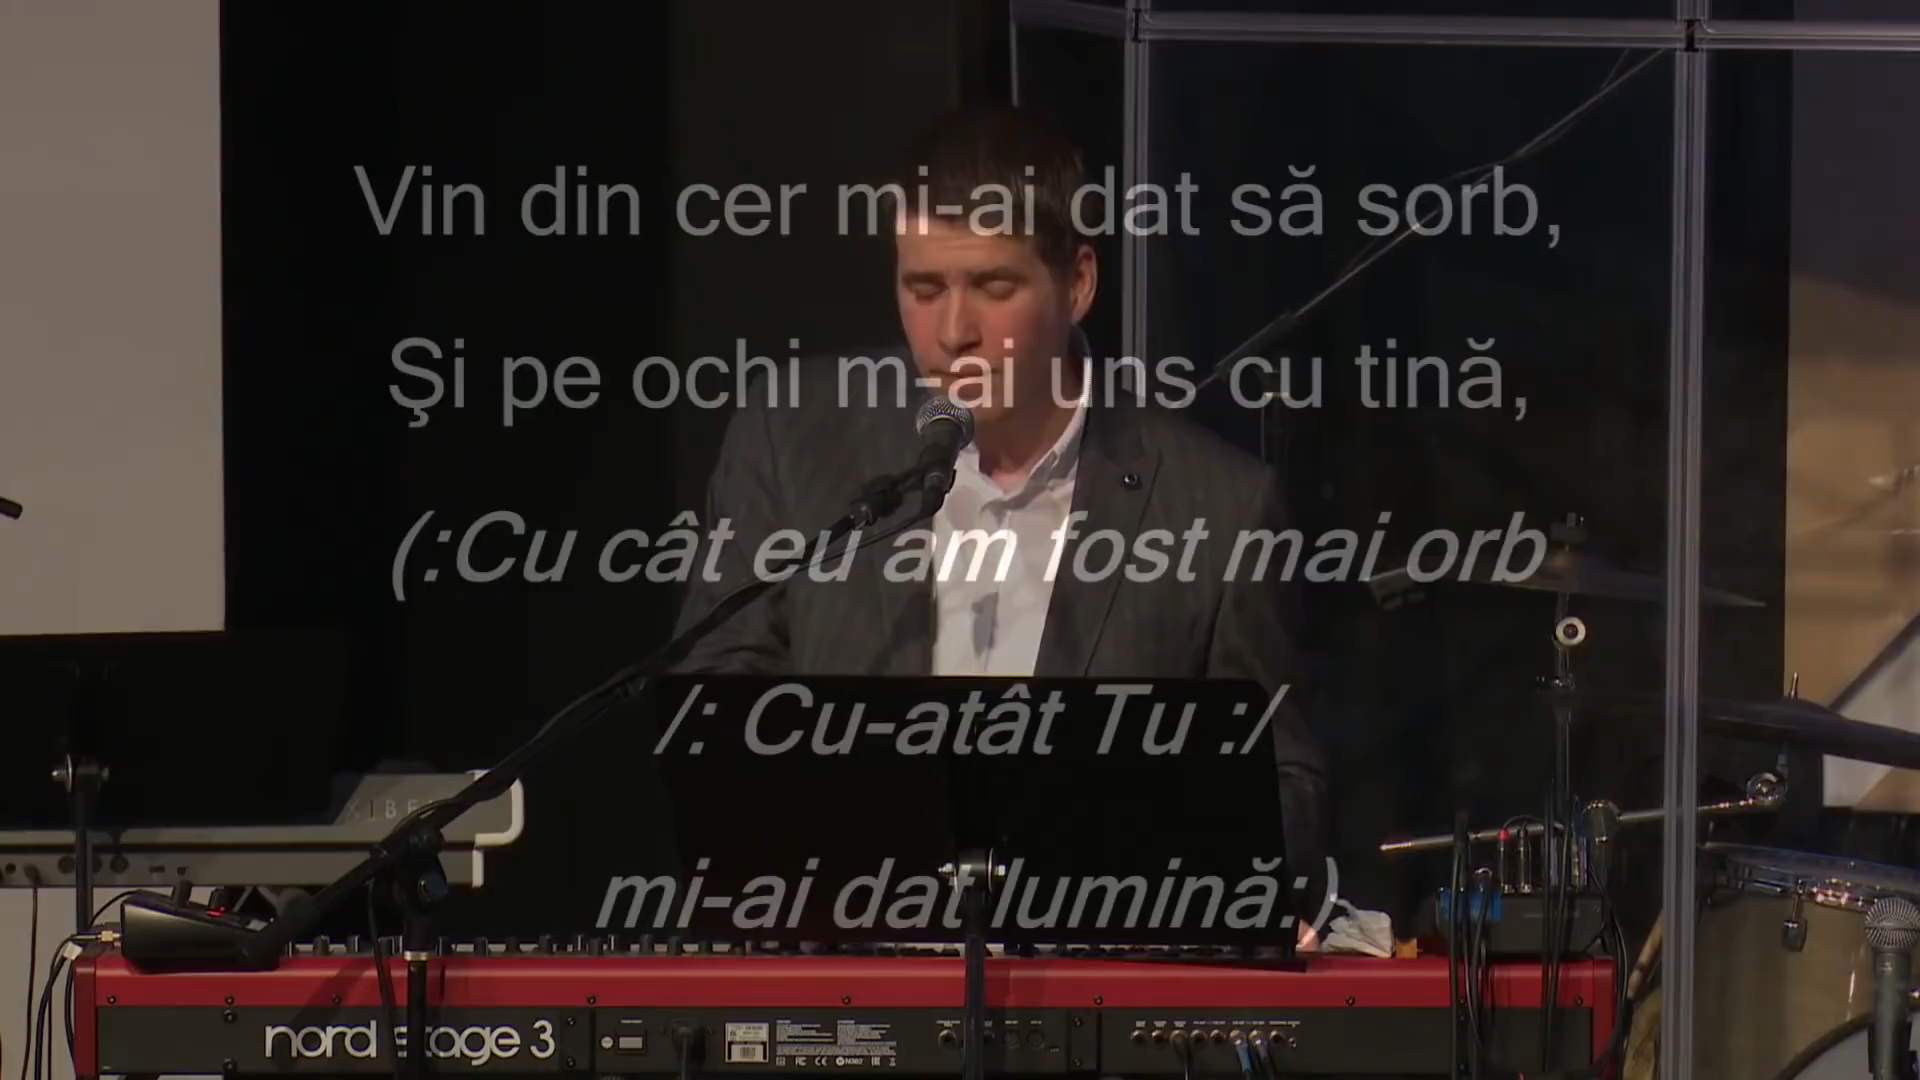 Vin din cer mi-ai dat să sorb,
Şi pe ochi m-ai uns cu tină,
(:Cu cât eu am fost mai orb
/: Cu-atât Tu :/
mi-ai dat lumină:)
nord stage 3